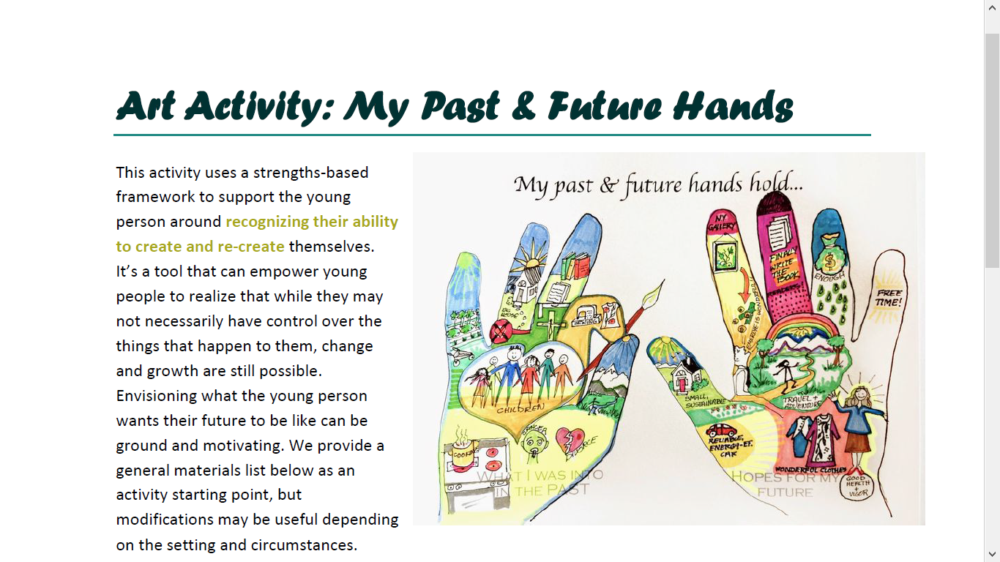 Art Activity: My Past & Future Hands
This activity uses a strengths-based
framework to support the young
person around recognizing their ability
to create and re-create themselves.
It’s a tool that can empower young
people to realize that while they may
not necessarily have control over the
things that happen to them, change
and growth are still possible.
Envisioning what the young person
wants their future to be like can be
ground and motivating. We provide a
general materials list below as an
activity starting point, but
modifications may be useful depending
on the setting and circumstances.
My past & future hands hold...
BIG
HOUSE
SEWING
CHILDREN
CANCER
DIVORCE
COOKING
WHAT I WAS INTO
IN THE PAST
MY
GALLERY
FINALLY
WRITE
THE
BOOK
READERS!
ENOUGH
FREE
TIME!
SMALL,
SUSTAINABLE
TRAVEL +
ADVENTURE
RELIABLE,
ENERGY-EF.
CAR
WONDERFUL CLOTHES
GOOD
HEALTH
+
VIGOR
HOPES FOR MY
FUTURE